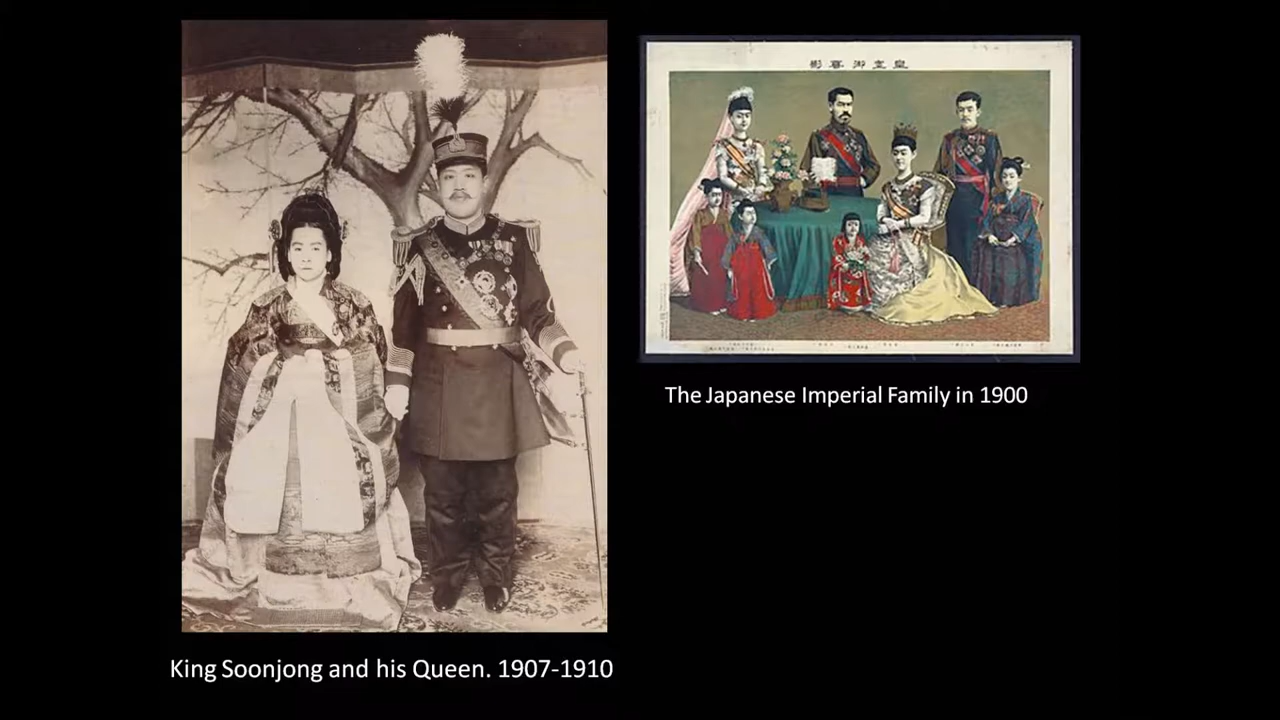 The Japanese Imperial Family in 1900
King Soonjong and his Queen. 1907-1910